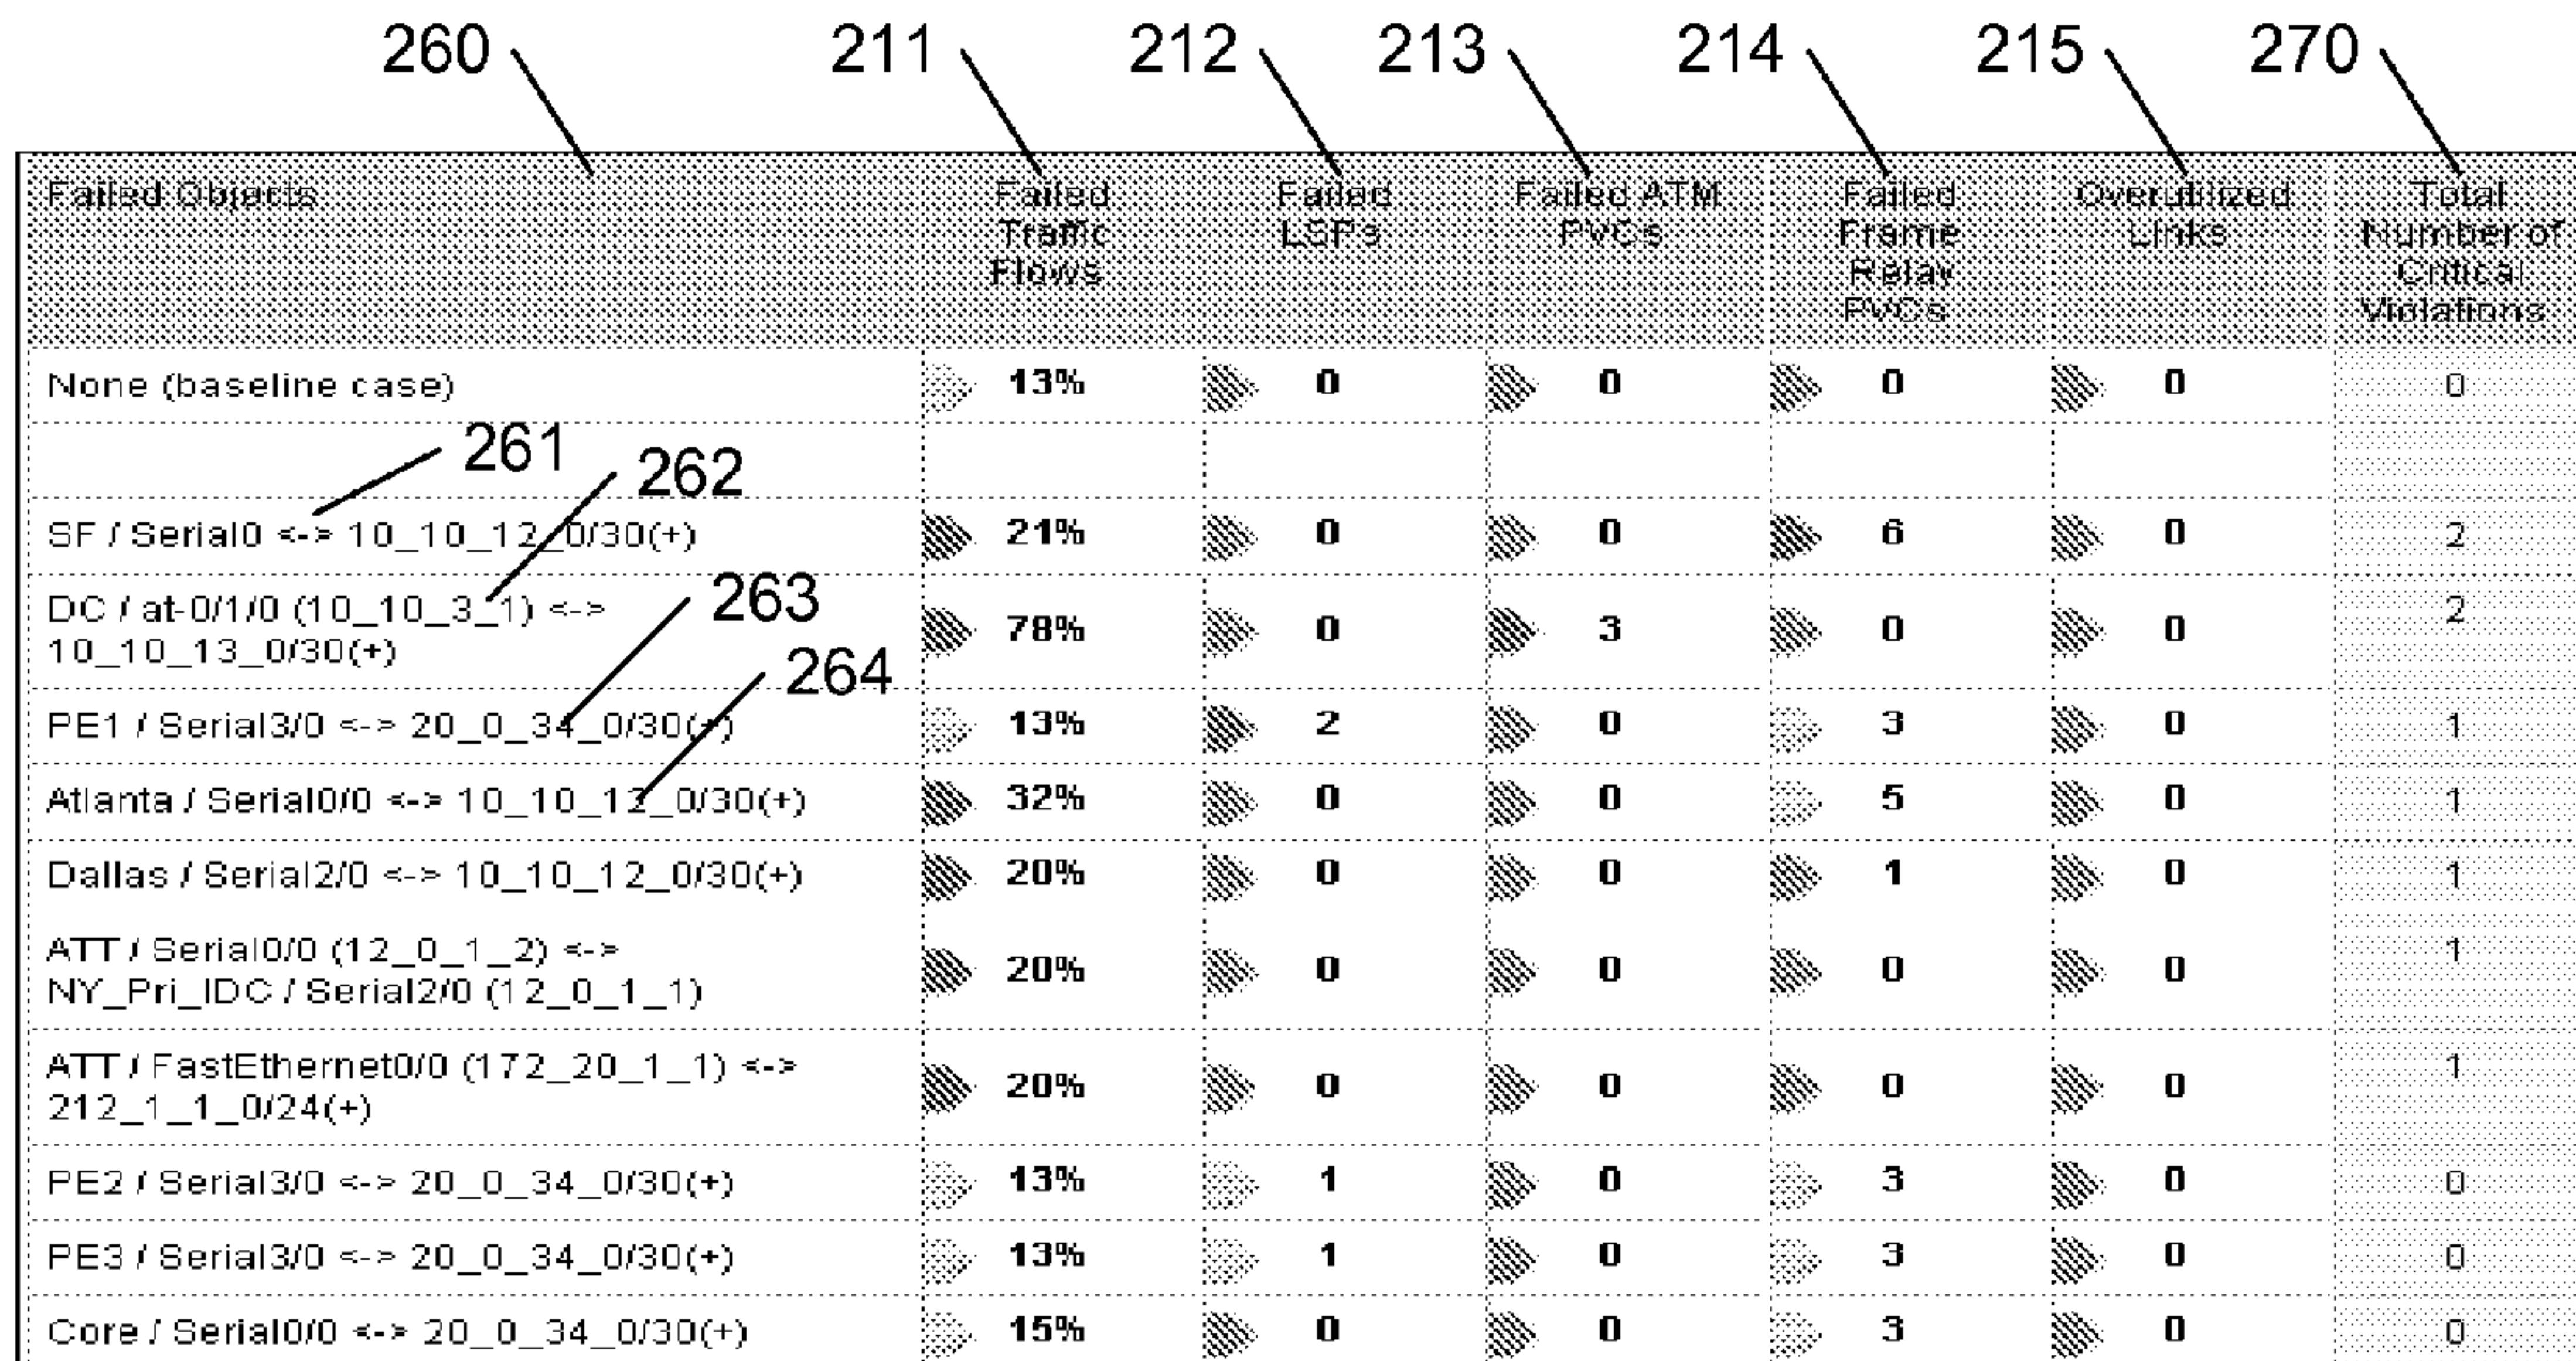 260 211 212 213 214 215 270
Failed Objects Failed Failed Failed ATM Failed Overutilized Total
Traffic LSPs PVCs Frame Links Number of
Flows Relay Critical
PVCs Violations
None (baseline case) 13% 0 0 0 0 0
261
262
SF / Serial0 <-> 10_10_12_0/30(+) 21% 0 0 6 0 2
DC / at-0/1/0 (10_10_3_1) <->
10_10_13_0/30(+) 78% 0 3 0 0 2
263
264
PE1 / Serial3/0 <-> 20_0_34_0/30(+) 13% 2 0 3 0 1
Atlanta / Serial0/0 <-> 10_10_12_0/30(+) 32% 0 0 5 0 1
Dallas / Serial2/0 <-> 10_10_12_0/30(+) 20% 0 0 1 0 1
ATT / Serial0/0 (12_0_1_2) <->
NY_Pri_IDC / Serial2/0 (12_0_1_1) 20% 0 0 0 0 1
ATT / FastEthernet0/0 (172_20_1_1) <->
212_1_1_0/24(+) 20% 0 0 0 0 1
PE2 / Serial3/0 <-> 20_0_34_0/30(+) 13% 1 0 3 0 0
PE3 / Serial3/0 <-> 20_0_34_0/30(+) 13% 1 0 3 0 0
Core / Serial0/0 <-> 20_0_34_0/30(+) 15% 0 0 3 0 0